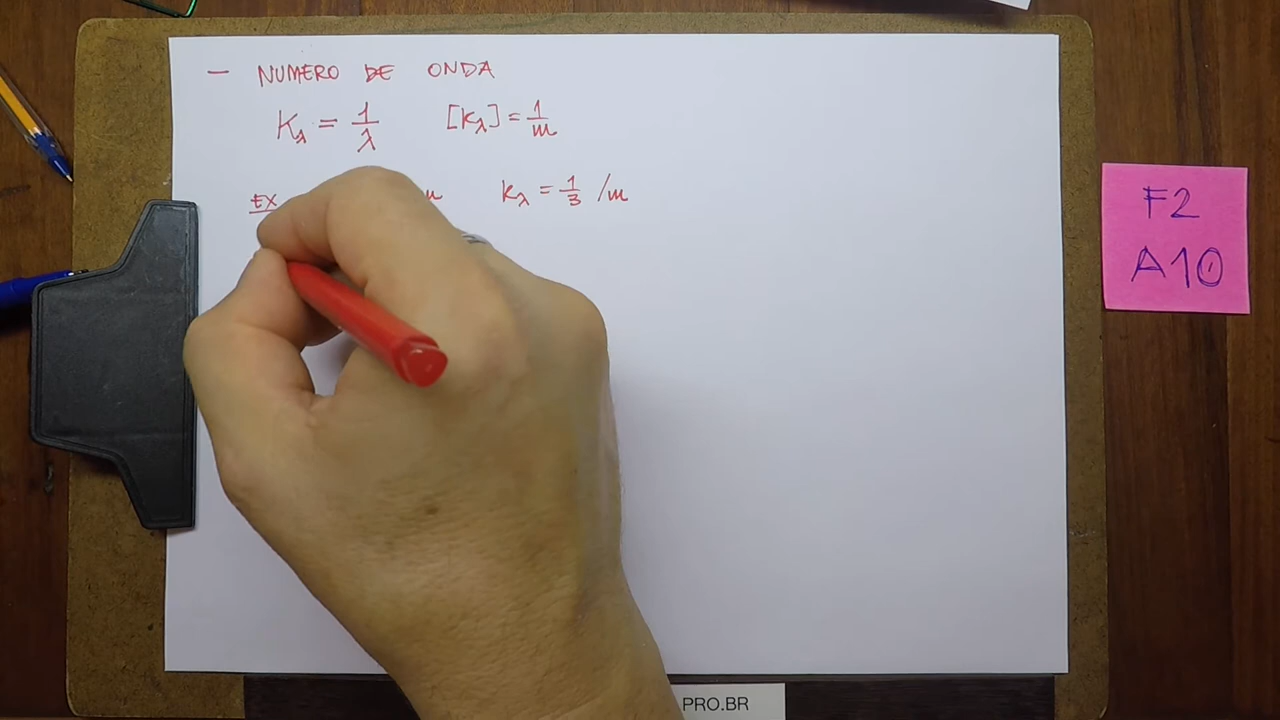 — NUMERO DE ONDA
Kλ = 1/λ [Kλ] = 1/m
EX m Kλ = 1/3 /m
F2
A10
PRO.BR